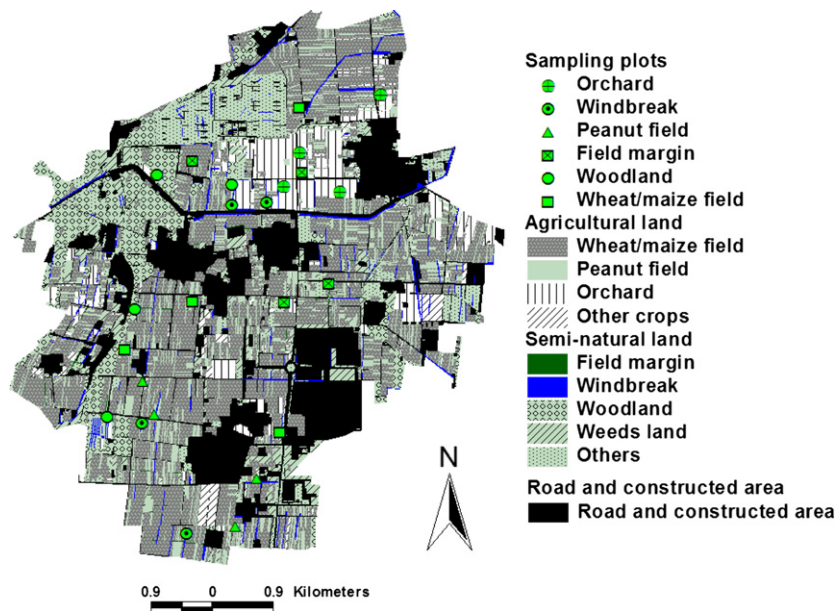 Sampling plots
Orchard
Windbreak
Peanut field
Field margin
Woodland
Wheat/maize field
Agricultural land
Wheat/maize field
Peanut field
Orchard
Other crops
Semi-natural land
Field margin
Windbreak
Woodland
Weeds land
Others
Road and constructed area
Road and constructed area
N
0.9 0 0.9 Kilometers